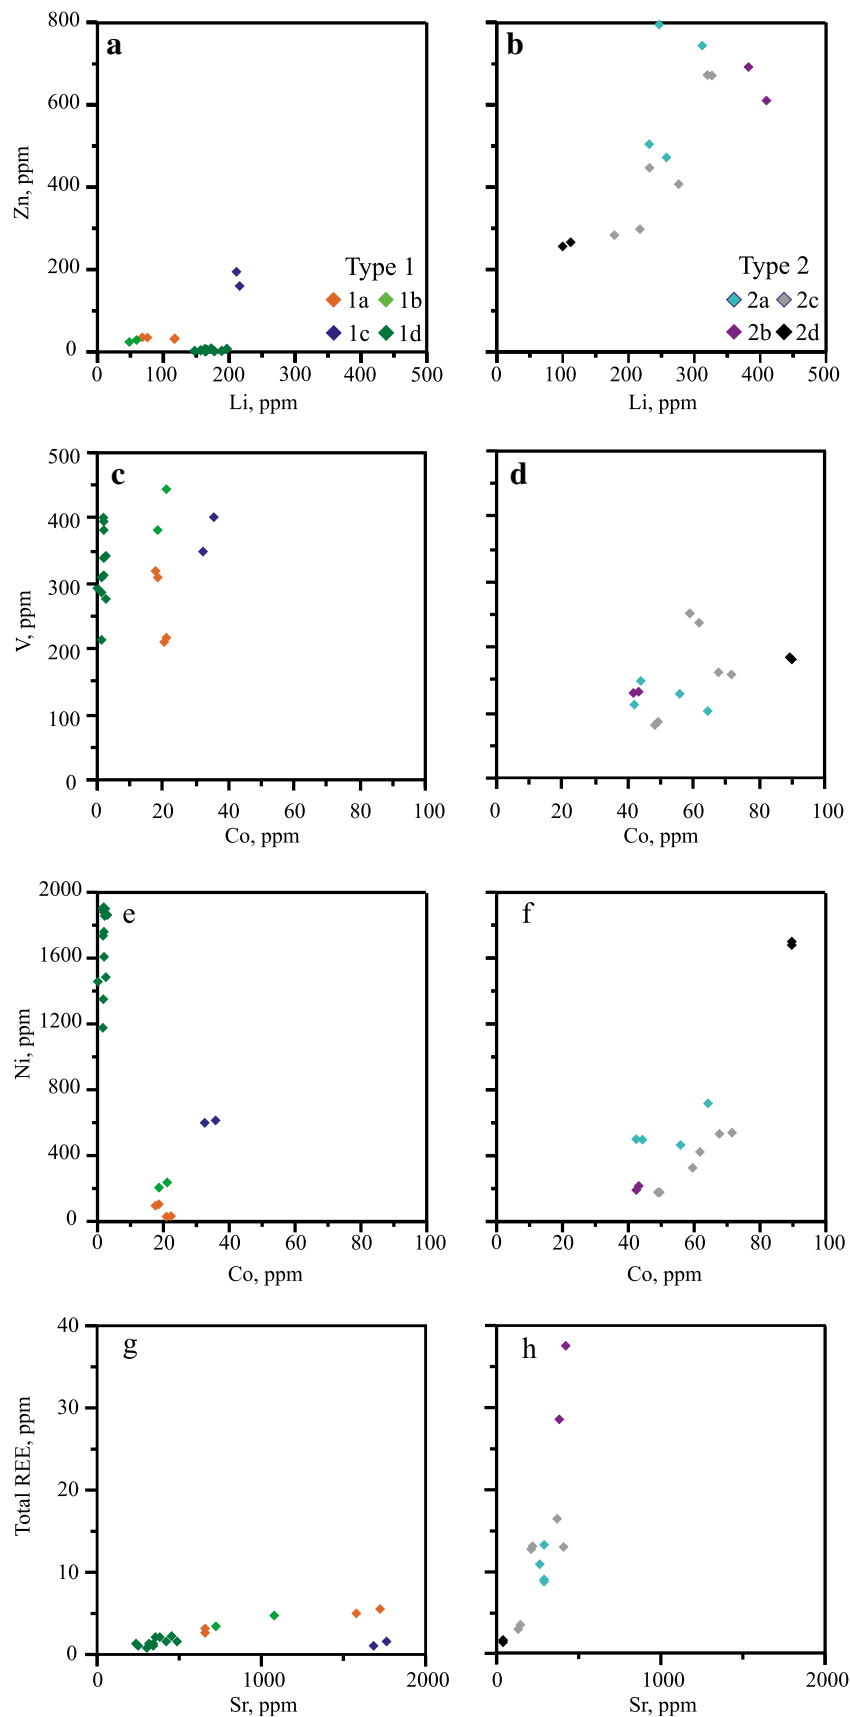 a
800
600
400
200
0
Zn, ppm
Type 1
1a 1b
1c 1d
0 100 200 300 400 500
Li, ppm
b
Type 2
2a 2c
2b 2d
0 100 200 300 400 500
Li, ppm
c
500
400
300
200
100
0
V, ppm
0 20 40 60 80 100
Co, ppm
d
0 20 40 60 80 100
Co, ppm
e
2000
1600
1200
800
400
0
Ni, ppm
0 20 40 60 80 100
Co, ppm
f
0 20 40 60 80 100
Co, ppm
g
40
30
20
10
0
Total REE, ppm
0 1000 2000
Sr, ppm
h
0 1000 2000
Sr, ppm